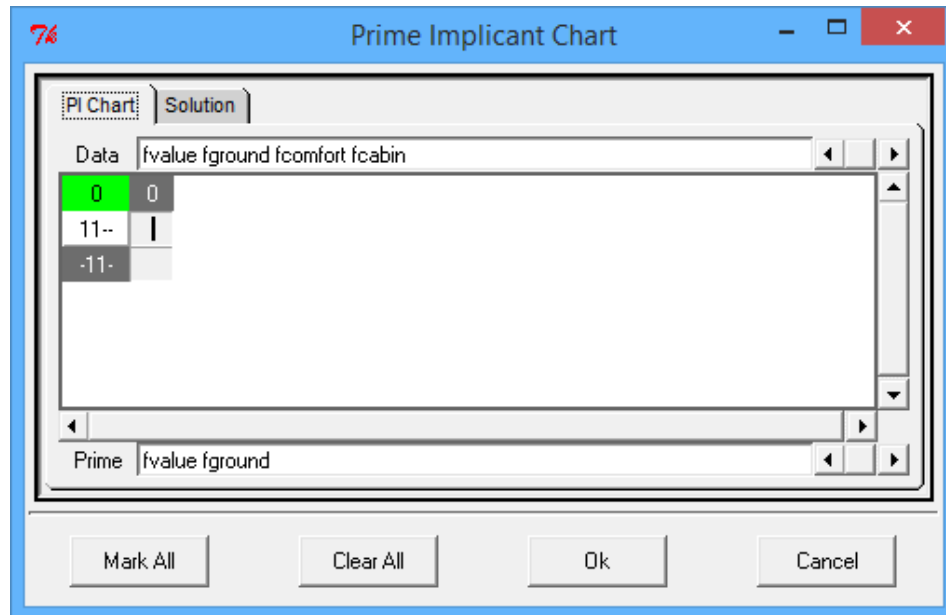 Prime Implicant Chart
PI Chart Solution
Data fvalue fground fcomfort fcabin
0 0
11--
-11-
Prime fvalue fground
Mark All Clear All Ok Cancel